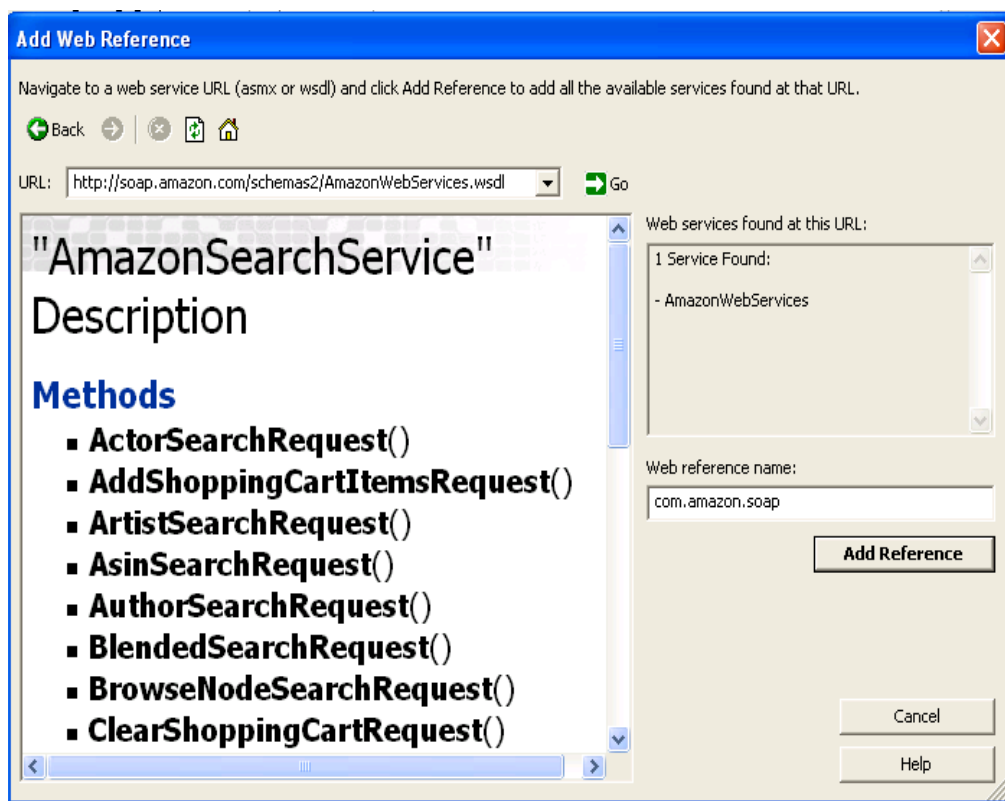 Add Web Reference
Navigate to a web service URL (asmx or wsdl) and click Add Reference to add all the available services found at that URL.
Back
URL: http://soap.amazon.com/schemas2/AmazonWebServices.wsdl Go
"AmazonSearchService"
Description
Methods
ActorSearchRequest()
AddShoppingCartItemsRequest()
ArtistSearchRequest()
AsinSearchRequest()
AuthorSearchRequest()
BlendedSearchRequest()
BrowseNodeSearchRequest()
ClearShoppingCartRequest()
Web services found at this URL:
1 Service Found:
- AmazonWebServices
Web reference name:
com.amazon.soap
Add Reference
Cancel
Help